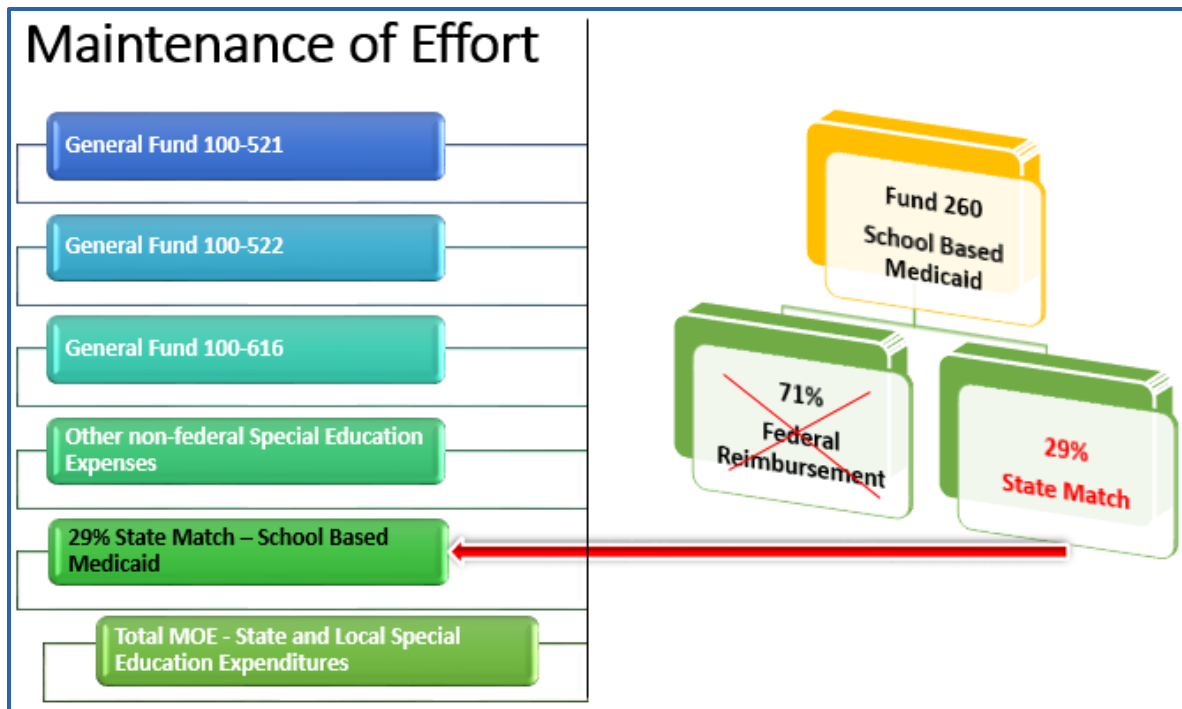 Maintenance of Effort
General Fund 100-521
General Fund 100-522
General Fund 100-616
Other non-federal Special Education
Expenses
29% State Match – School Based
Medicaid
Total MOE - State and Local Special
Education Expenditures
Fund 260
School Based
Medicaid
71%
Federal
Reimbursement
29%
State Match